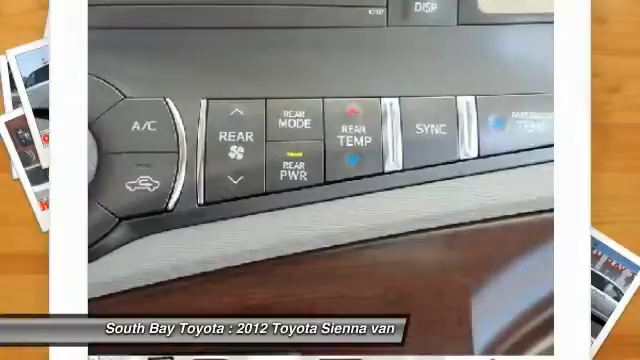 DISP
A/C
REAR
REAR
MODE
REAR
TEMP
SYNC
REAR
PWR
South Bay Toyota : 2012 Toyota Sienna van